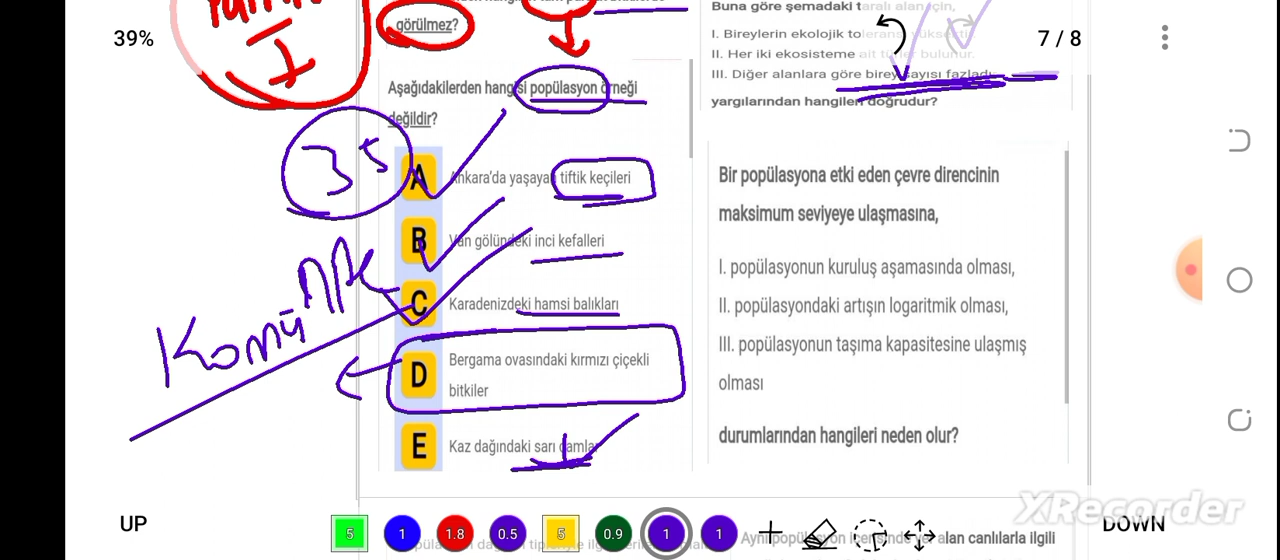 39%
görülmez?
Aşağıdakilerden hangisi popülasyon örneği
değildir?
35
A
Ankara'da yaşayan tiftik keçileri
B
Van gölündeki inci kefalleri
C
Karadenizdeki hamsi balıkları
D
Bergama ovasındaki kırmızı çiçekli
bitkiler
E
Kaz dağındaki sarı çamlar
Komü
UP
Buna göre şemadaki taralı alan için,
I. Bireylerin ekolojik toleransı yüksektir.
II. Her iki ekosisteme ait türler bulunur.
III. Diğer alanlara göre birey sayısı fazladır.
yargılarından hangileri doğrudur?
7 / 8
Bir popülasyona etki eden çevre direncinin
maksimum seviyeye ulaşmasına,
I. popülasyonun kuruluş aşamasında olması,
II. popülasyondaki artışın logaritmik olması,
III. popülasyonun taşıma kapasitesine ulaşmış
olması
durumlarından hangileri neden olur?
XRecorder
DOWN
5 1 1.8 0.5 5 0.9 1 1
Aynı popülasyon içerisinde yer alan canlılarla ilgili